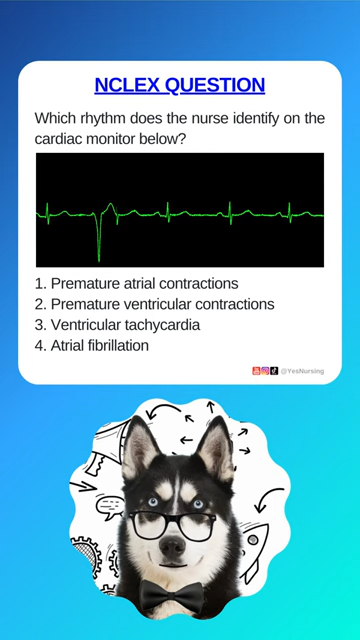 NCLEX QUESTION
Which rhythm does the nurse identify on the
cardiac monitor below?
1. Premature atrial contractions
2. Premature ventricular contractions
3. Ventricular tachycardia
4. Atrial fibrillation
@YesNursing